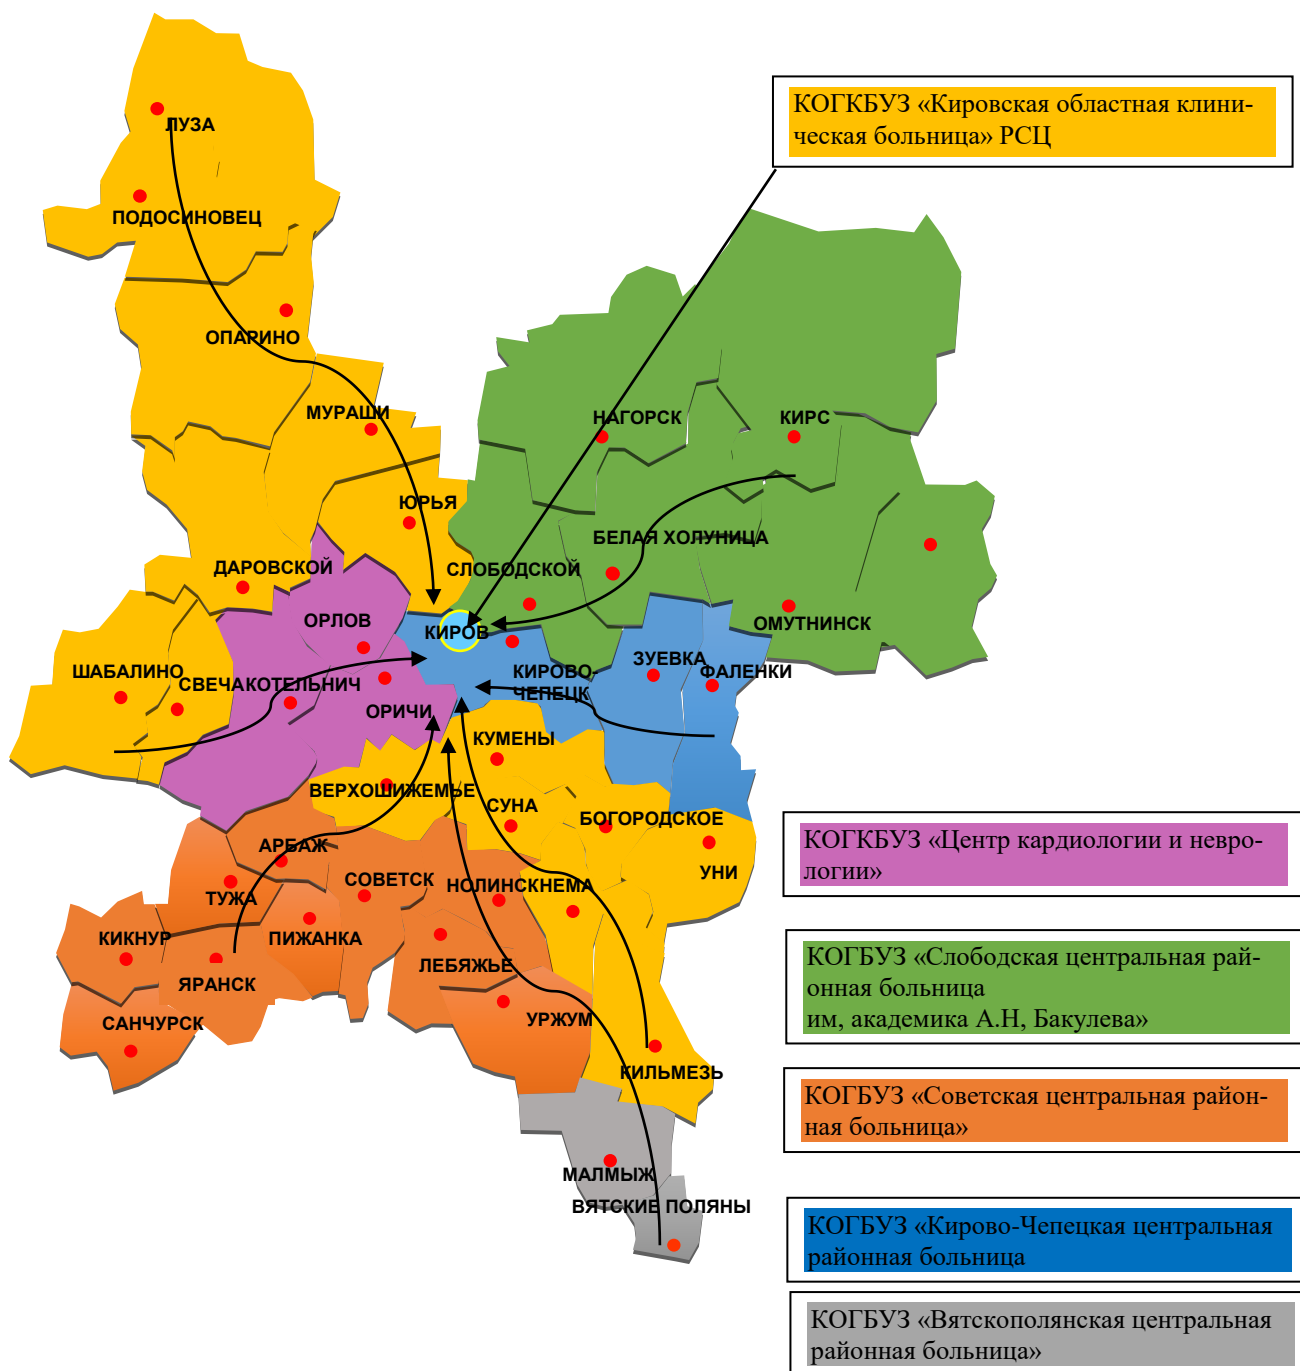 КОГКБУЗ «Кировская областная клини-
ческая больница» РСЦ
ЛУЗА
ПОДОСИНОВЕЦ
ОПАРИНО
МУРАШИ
НАГОРСК
КИРС
ЮРЬЯ
БЕЛАЯ ХОЛУНИЦА
ДАРОВСКОЙ
СЛОБОДСКОЙ
ОРЛОВ
КИРОВ
ОМУТНИНСК
ШАБАЛИНО
СВЕЧА
КОТЕЛЬНИЧ
КИРОВО-
ЧЕПЕЦК
ЗУЕВКА
ФАЛЕНКИ
ОРИЧИ
КУМЕНЫ
ВЕРХОШИЖЕМЬЕ
СУНА
БОГОРОДСКОЕ
УНИ
КОГКБУЗ «Центр кардиологии и невро-
логии»
АРБАЖ
ТУЖА
СОВЕТСК
НОЛИНСК
НЕМА
КИКНУР
ПИЖАНКА
ЛЕБЯЖЬЕ
ЯРАНСК
САНЧУРСК
УРЖУМ
КОГБУЗ «Слободская центральная рай-
онная больница
им, академика А.Н, Бакулева»
КИЛЬМЕЗЬ
КОГБУЗ «Советская центральная район-
ная больница»
МАЛМЫЖ
ВЯТСКИЕ ПОЛЯНЫ
КОГБУЗ «Кирово-Чепецкая центральная
районная больница
КОГБУЗ «Вятскополянская центральная
районная больница»